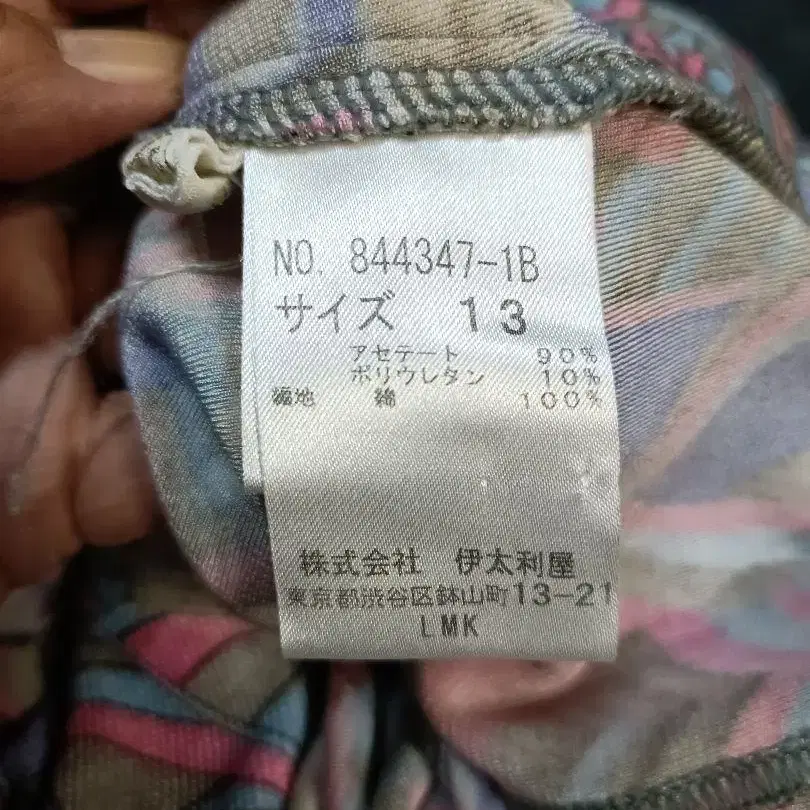 NO. 844347-1B
サイズ 13
アセテート 90%
ポリウレタン 10%
編地 綿 100%
株式会社 伊太利屋
東京都渋谷区鉢山町13-21
LMK